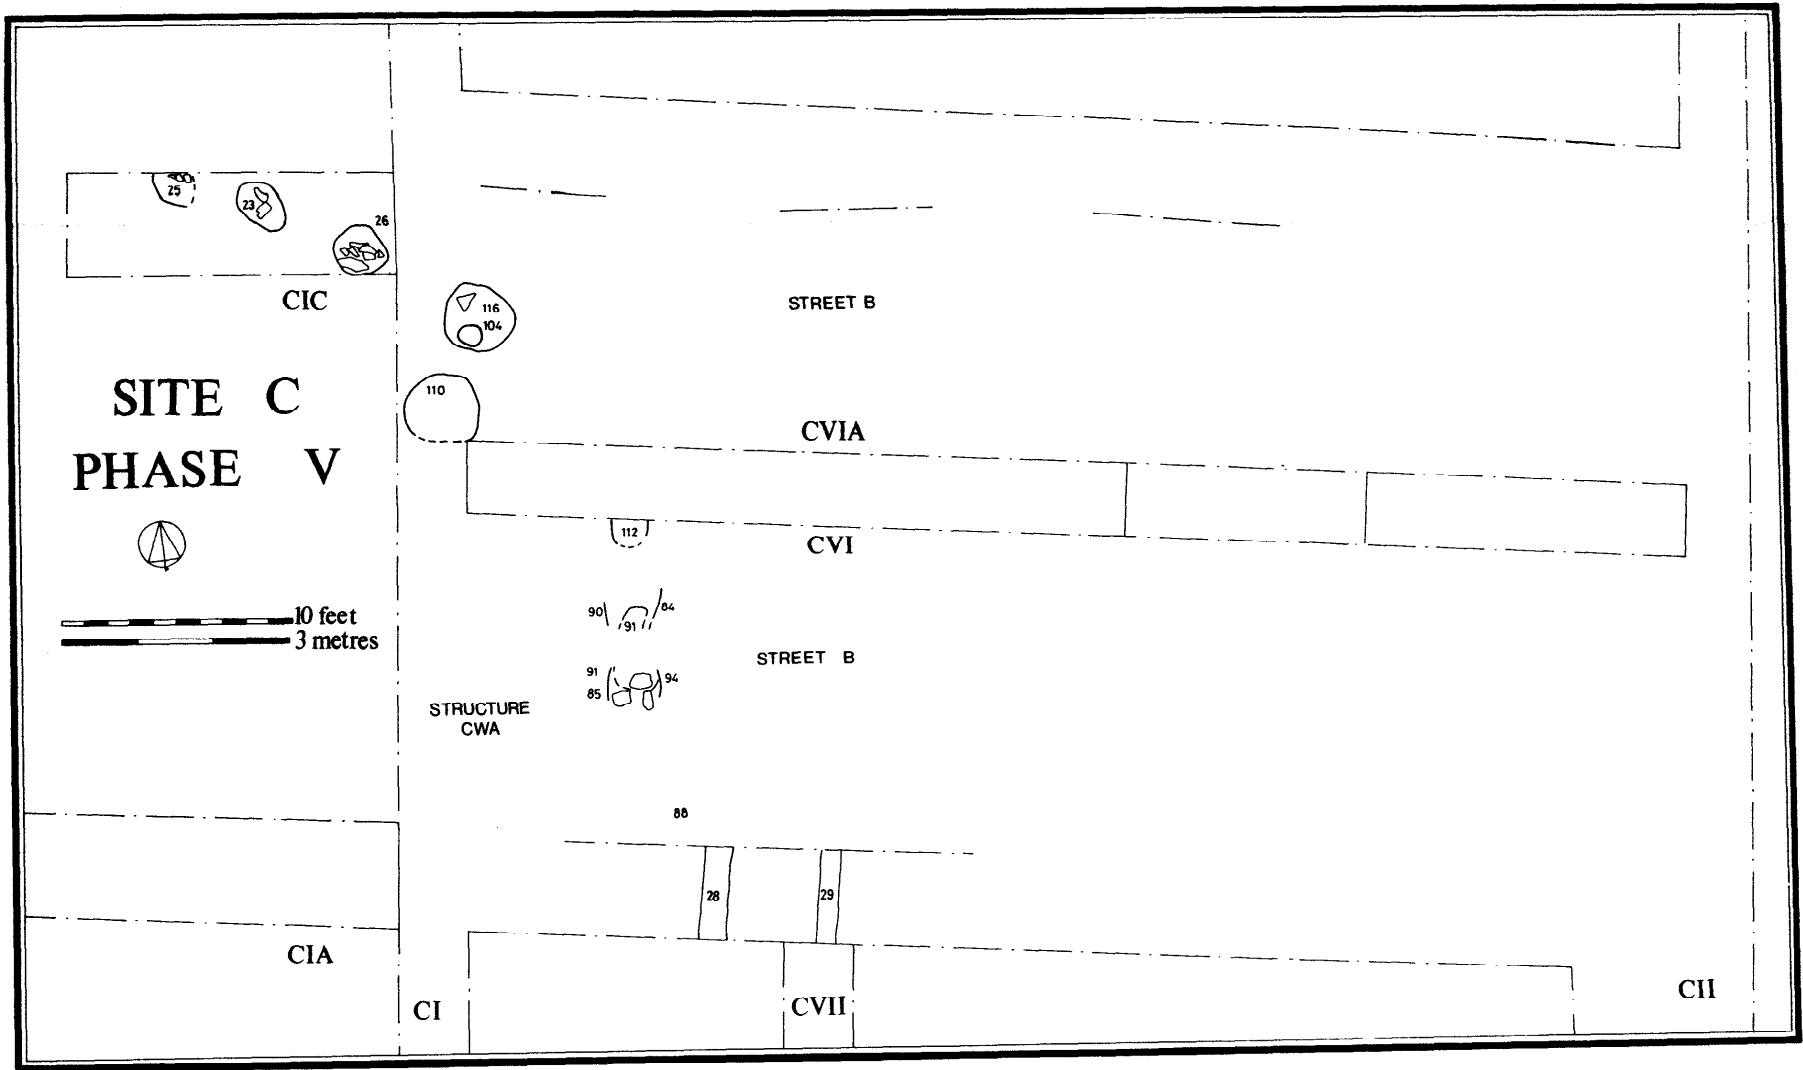 25
23
26
CIC
116
104
STREET B
SITE C
PHASE V
110
CVIA
112
CVI
10 feet
3 metres
90
84
91
91
94
85
STREET B
STRUCTURE
CWA
88
28
29
CIA
CI
CVII
CII